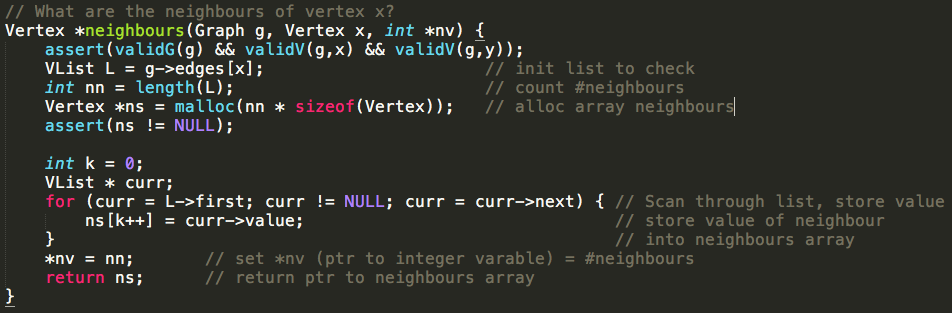 // What are the neighbours of vertex x?
Vertex *neighbours(Graph g, Vertex x, int *nv) {
    assert(validG(g) && validV(g,x) && validV(g,y));
    VList L = g->edges[x];                      // init list to check
    int nn = length(L);                         // count #neighbours
    Vertex *ns = malloc(nn * sizeof(Vertex));   // alloc array neighbours
    assert(ns != NULL);

    int k = 0;
    VList * curr;
    for (curr = L->first; curr != NULL; curr = curr->next) { // Scan through list, store value
        ns[k++] = curr->value;                               // store value of neighbour
    }                                                        // into neighbours array
    *nv = nn;       // set *nv (ptr to integer varable) = #neighbours
    return ns;      // return ptr to neighbours array
}